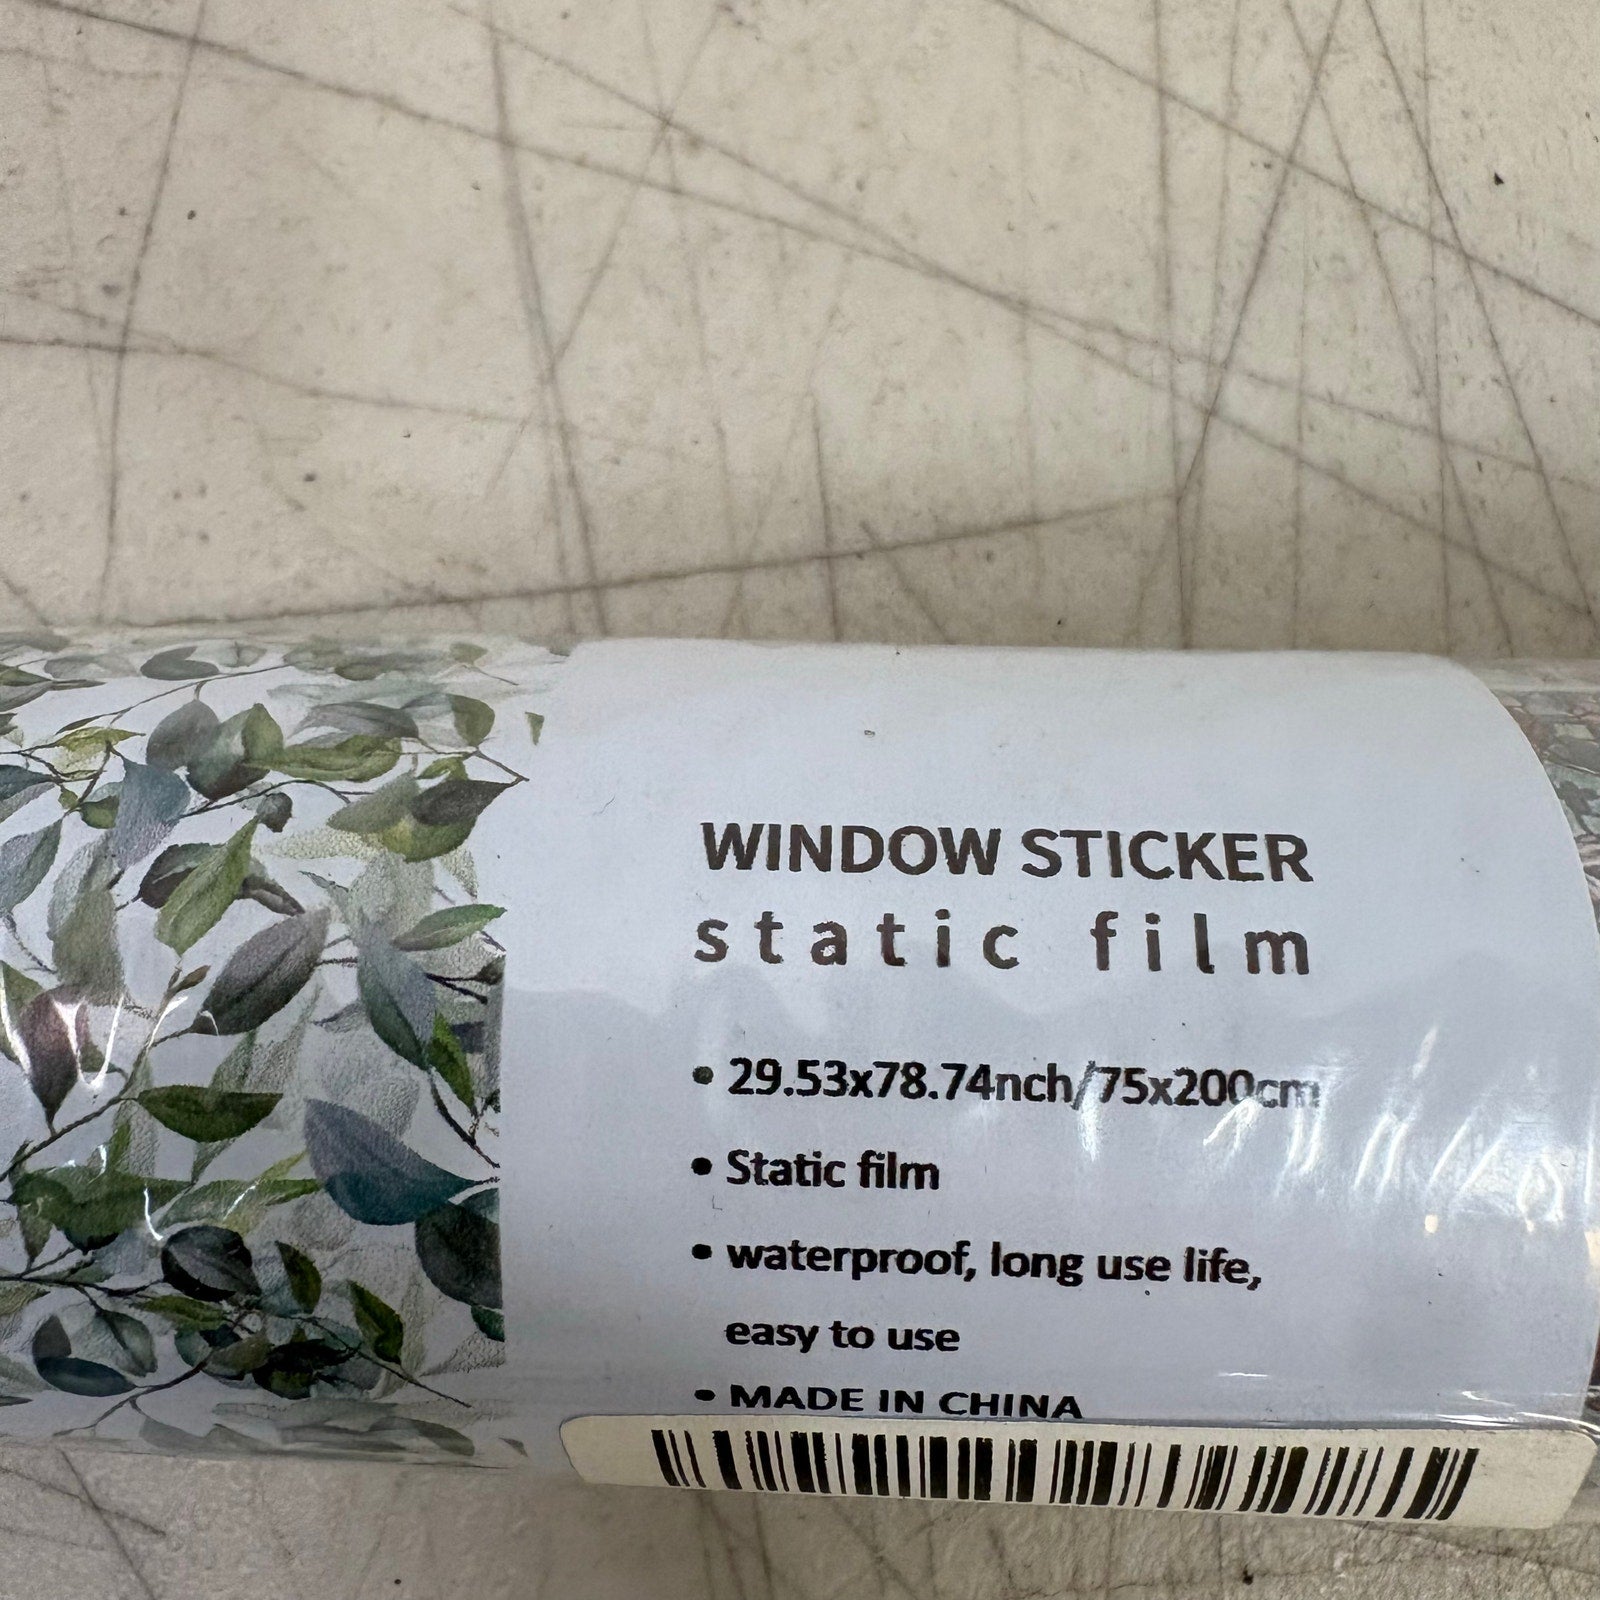 WINDOW STICKER
static film
• 29.53x78.74nch/75x200cm
• Static film
• waterproof, long use life,
easy to use
• MADE IN CHINA